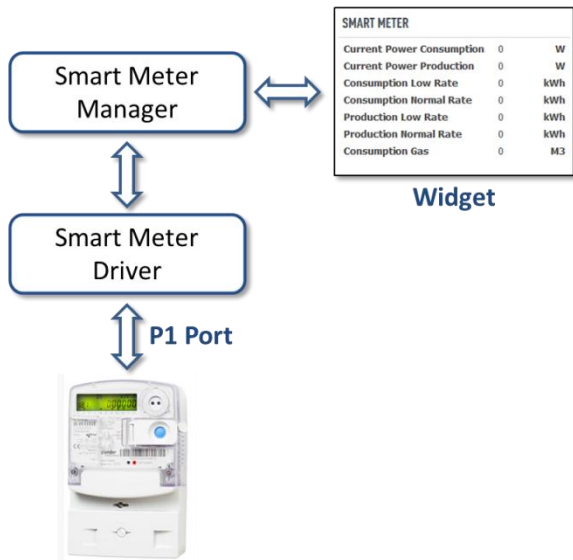 Smart Meter
Manager
SMART METER
Current Power Consumption 0 W
Current Power Production 0 W
Consumption Low Rate 0 kWh
Consumption Normal Rate 0 kWh
Production Low Rate 0 kWh
Production Normal Rate 0 kWh
Consumption Gas 0 M3
Widget
Smart Meter
Driver
P1 Port